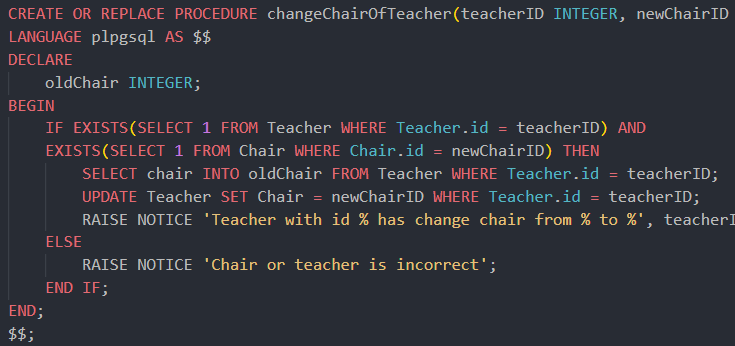 CREATE OR REPLACE PROCEDURE changeChairOfTeacher(teacherID INTEGER, newChairID
LANGUAGE plpgsql AS $$
DECLARE
    oldChair INTEGER;
BEGIN
    IF EXISTS(SELECT 1 FROM Teacher WHERE Teacher.id = teacherID) AND
    EXISTS(SELECT 1 FROM Chair WHERE Chair.id = newChairID) THEN
        SELECT chair INTO oldChair FROM Teacher WHERE Teacher.id = teacherID;
        UPDATE Teacher SET Chair = newChairID WHERE Teacher.id = teacherID;
        RAISE NOTICE 'Teacher with id % has change chair from % to %', teacherI
    ELSE
        RAISE NOTICE 'Chair or teacher is incorrect';
    END IF;
END;
$$;